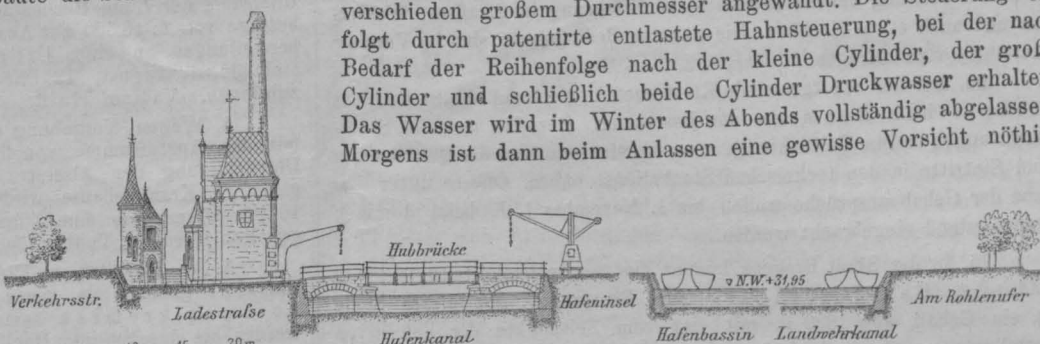 verschieden großem Durchmesser angewandt. Die Steuerung
folgt durch patentirte entlastete Hahnsteuerung, bei der nac
Bedarf der Reihenfolge nach der kleine Cylinder, der groß
Cylinder und schließlich beide Cylinder Druckwasser erhalte
Das Wasser wird im Winter des Abends vollständig abgelasse
Morgens ist dann beim Anlassen eine gewisse Vorsicht nöthi
Hubbrücke
N.W.+31,95
Verkehrsstr.
Ladestraße
Hafeninsel
Am Kohlenufer
Hafenkanal
Hafenbassin
Landwehrkanal
20 m